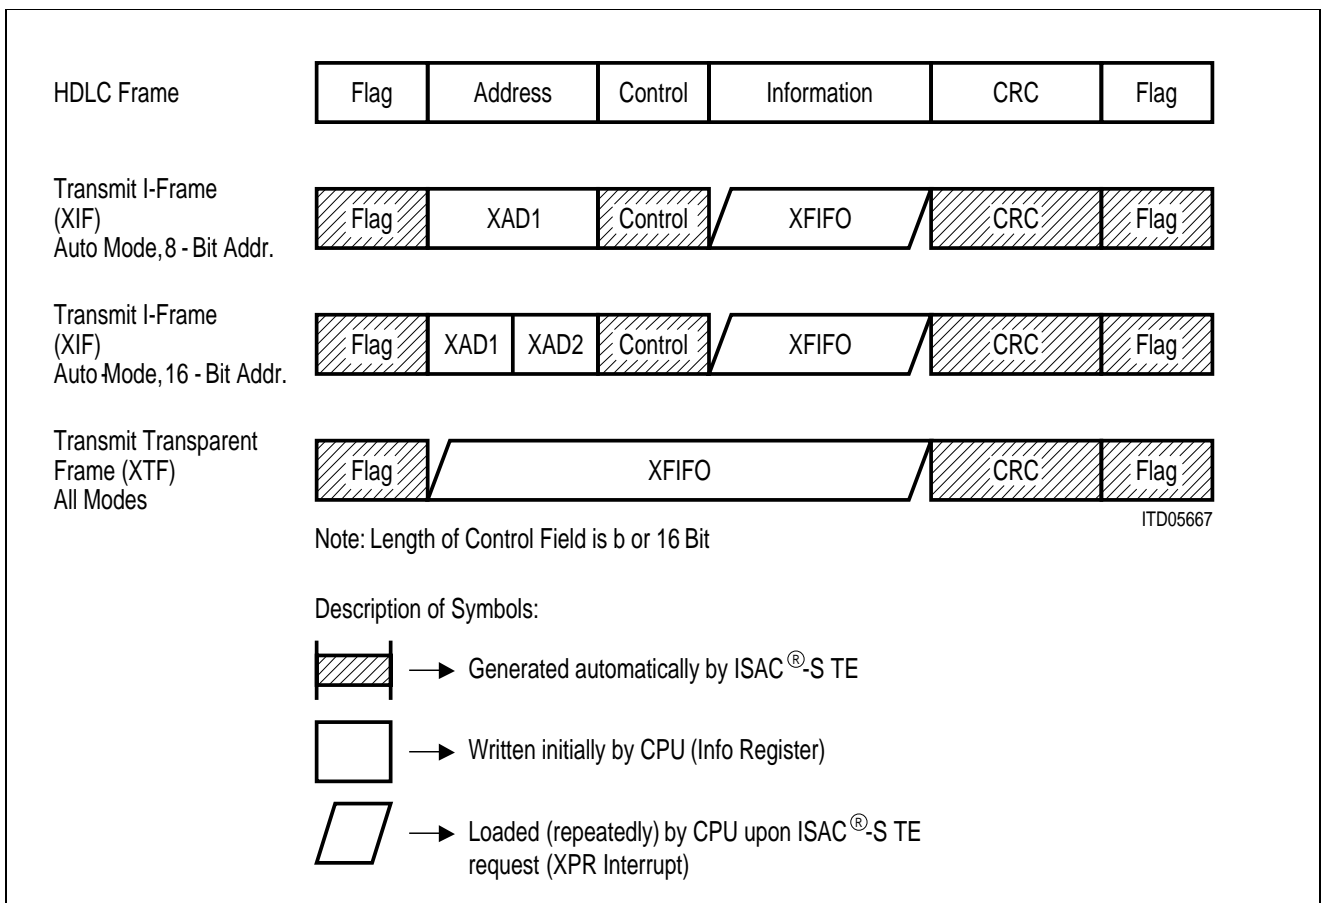 HDLC Frame Flag Address Control Information CRC Flag
Transmit I-Frame
(XIF)
Auto Mode, 8 - Bit Addr.
Flag XAD1 Control XFIFO CRC Flag
Transmit I-Frame
(XIF)
Auto-Mode, 16 - Bit Addr.
Flag XAD1 XAD2 Control XFIFO CRC Flag
Transmit Transparent
Frame (XTF)
All Modes
Flag XFIFO CRC Flag
ITD05667
Note: Length of Control Field is b or 16 Bit
Description of Symbols:
Generated automatically by ISAC®-S TE
Written initially by CPU (Info Register)
Loaded (repeatedly) by CPU upon ISAC®-S TE
request (XPR Interrupt)